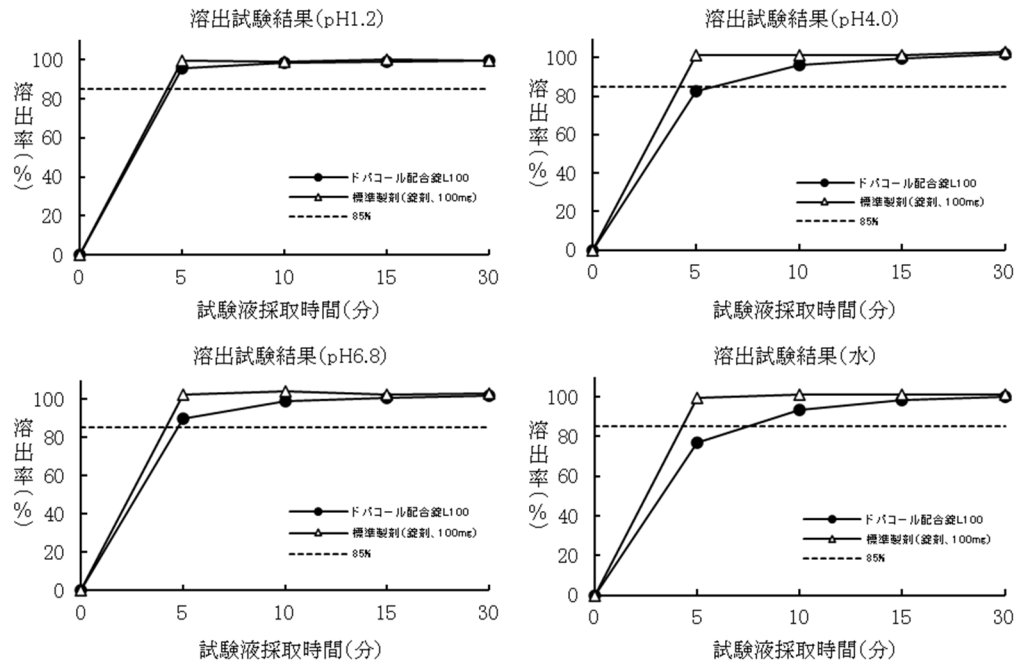 溶出試験結果(pH1.2)
溶出率(%)
100
80
60
40
20
0
ドパコール配合錠L100
標準製剤(錠剤、100mg)
85%
0 5 10 15 20 30
試験液採取時間(分)
溶出試験結果(pH4.0)
溶出率(%)
100
80
60
40
20
0
ドパコール配合錠L100
標準製剤(錠剤、100mg)
85%
0 5 10 15 30
試験液採取時間(分)
溶出試験結果(pH6.8)
溶出率(%)
100
80
60
40
20
0
ドパコール配合錠L100
標準製剤(錠剤、100mg)
85%
0 5 10 15 30
試験液採取時間(分)
溶出試験結果(水)
溶出率(%)
100
80
60
40
20
0
ドパコール配合錠L100
標準製剤(錠剤、100mg)
85%
0 5 10 15 30
試験液採取時間(分)